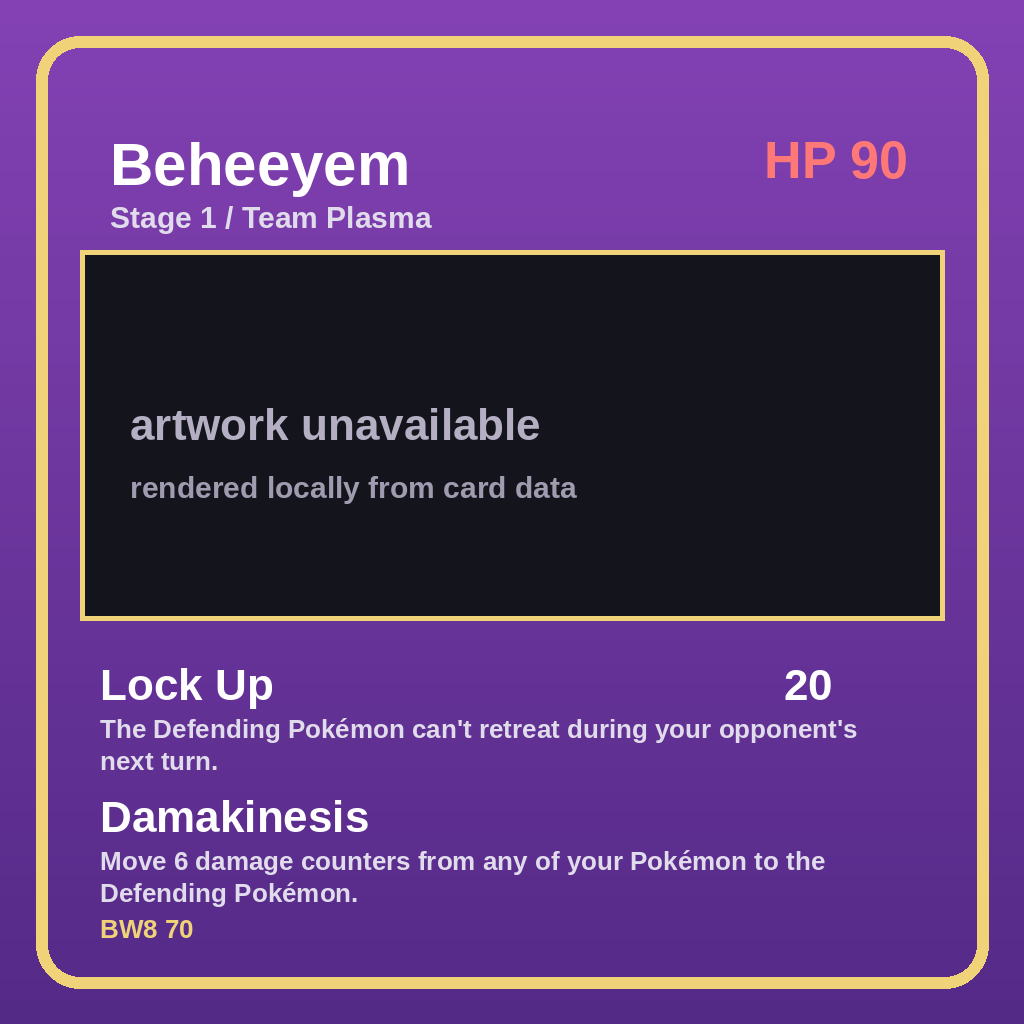 Beheeyem
HP 90
Stage 1 / Team Plasma
artwork unavailable
rendered locally from card data
Lock Up
20
The Defending Pokémon can't retreat during your opponent's
next turn.
Damakinesis
Move 6 damage counters from any of your Pokémon to the
Defending Pokémon.
BW8 70